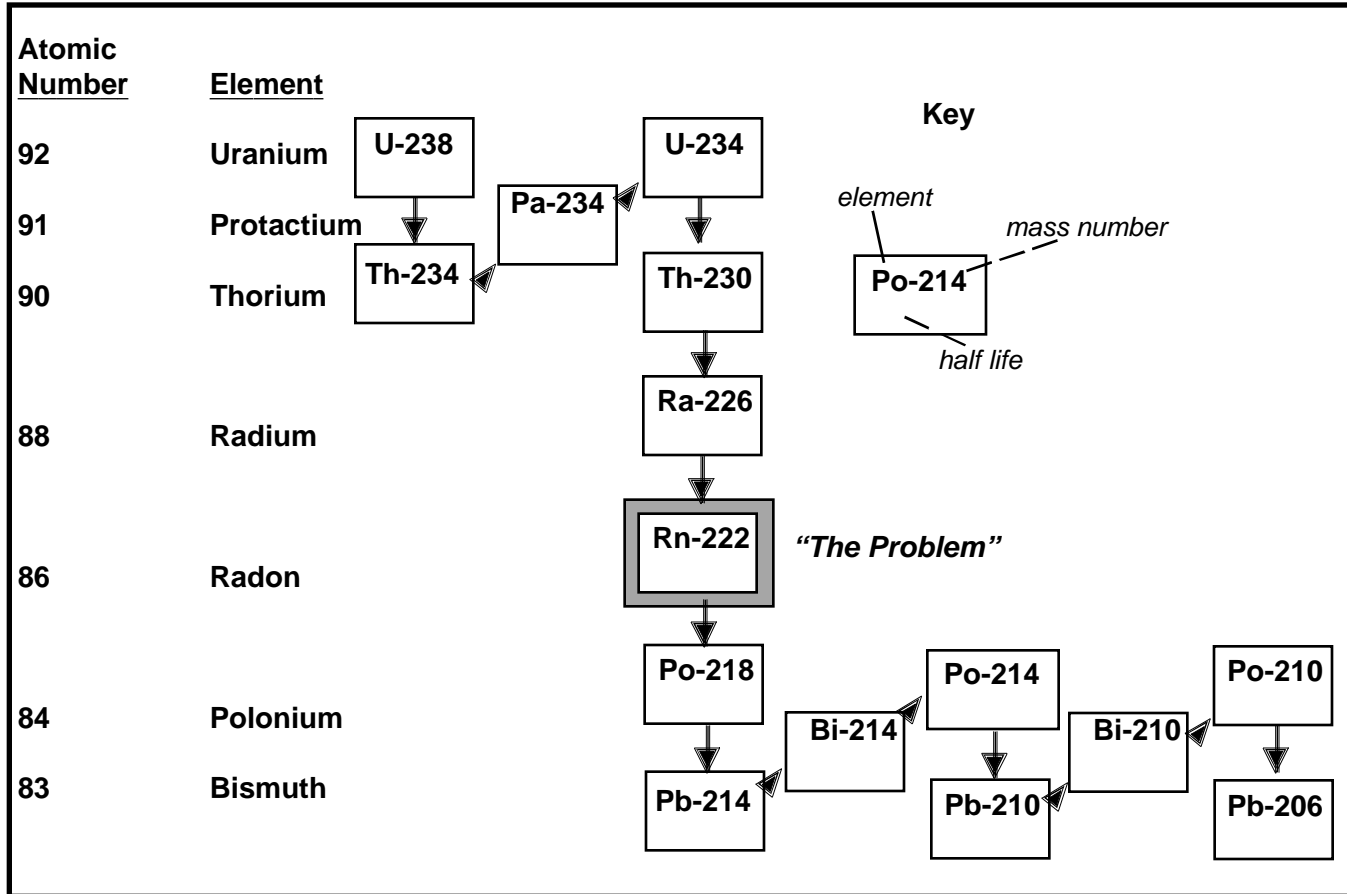 Atomic
Number Element
Key
92 Uranium U-238 U-234
91 Protactium Pa-234
element
mass number
90 Thorium Th-234 Th-230 Po-214
half life
88 Radium Ra-226
86 Radon Rn-222 “The Problem”
84 Polonium Po-218 Po-214 Po-210
Bi-214 Bi-210
83 Bismuth Pb-214 Pb-210 Pb-206